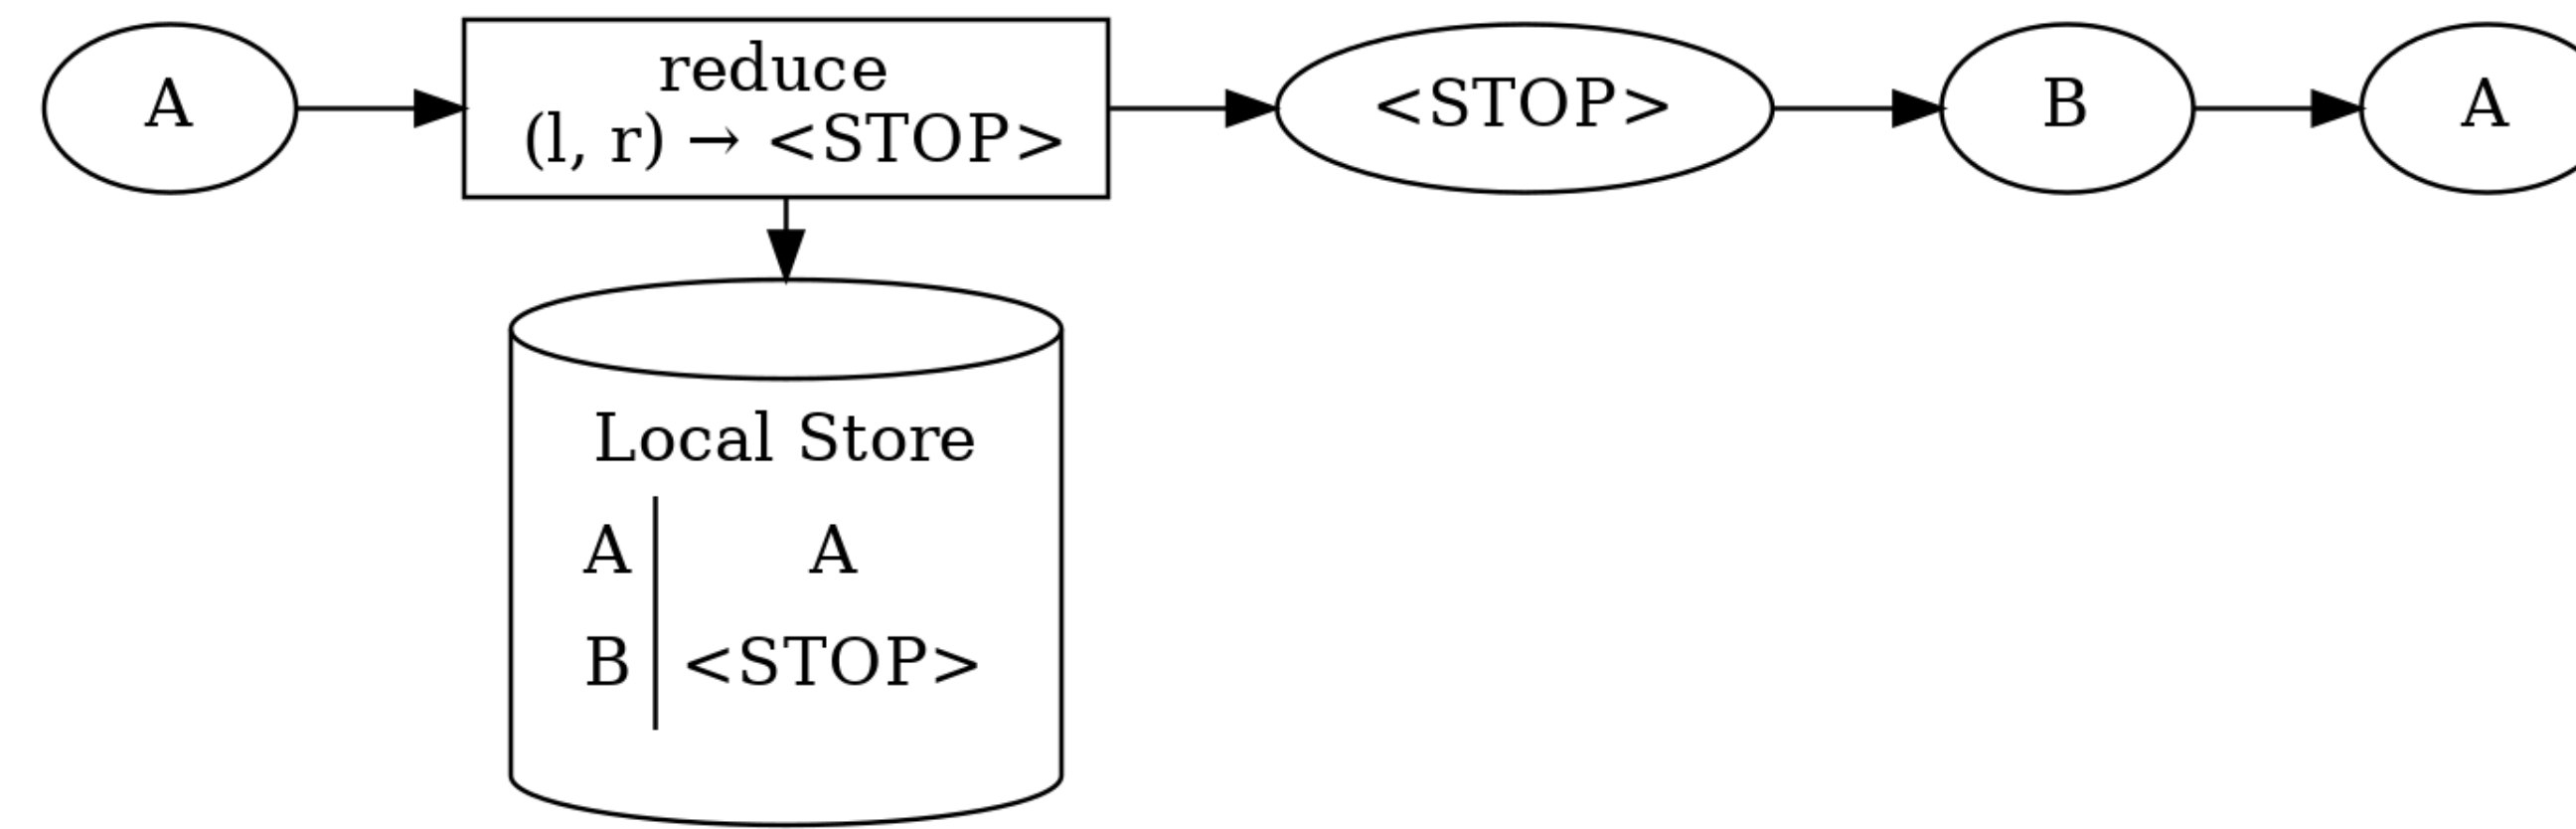 A
reduce
(l, r) → <STOP>
<STOP>
B
A
Local Store
A A
B <STOP>